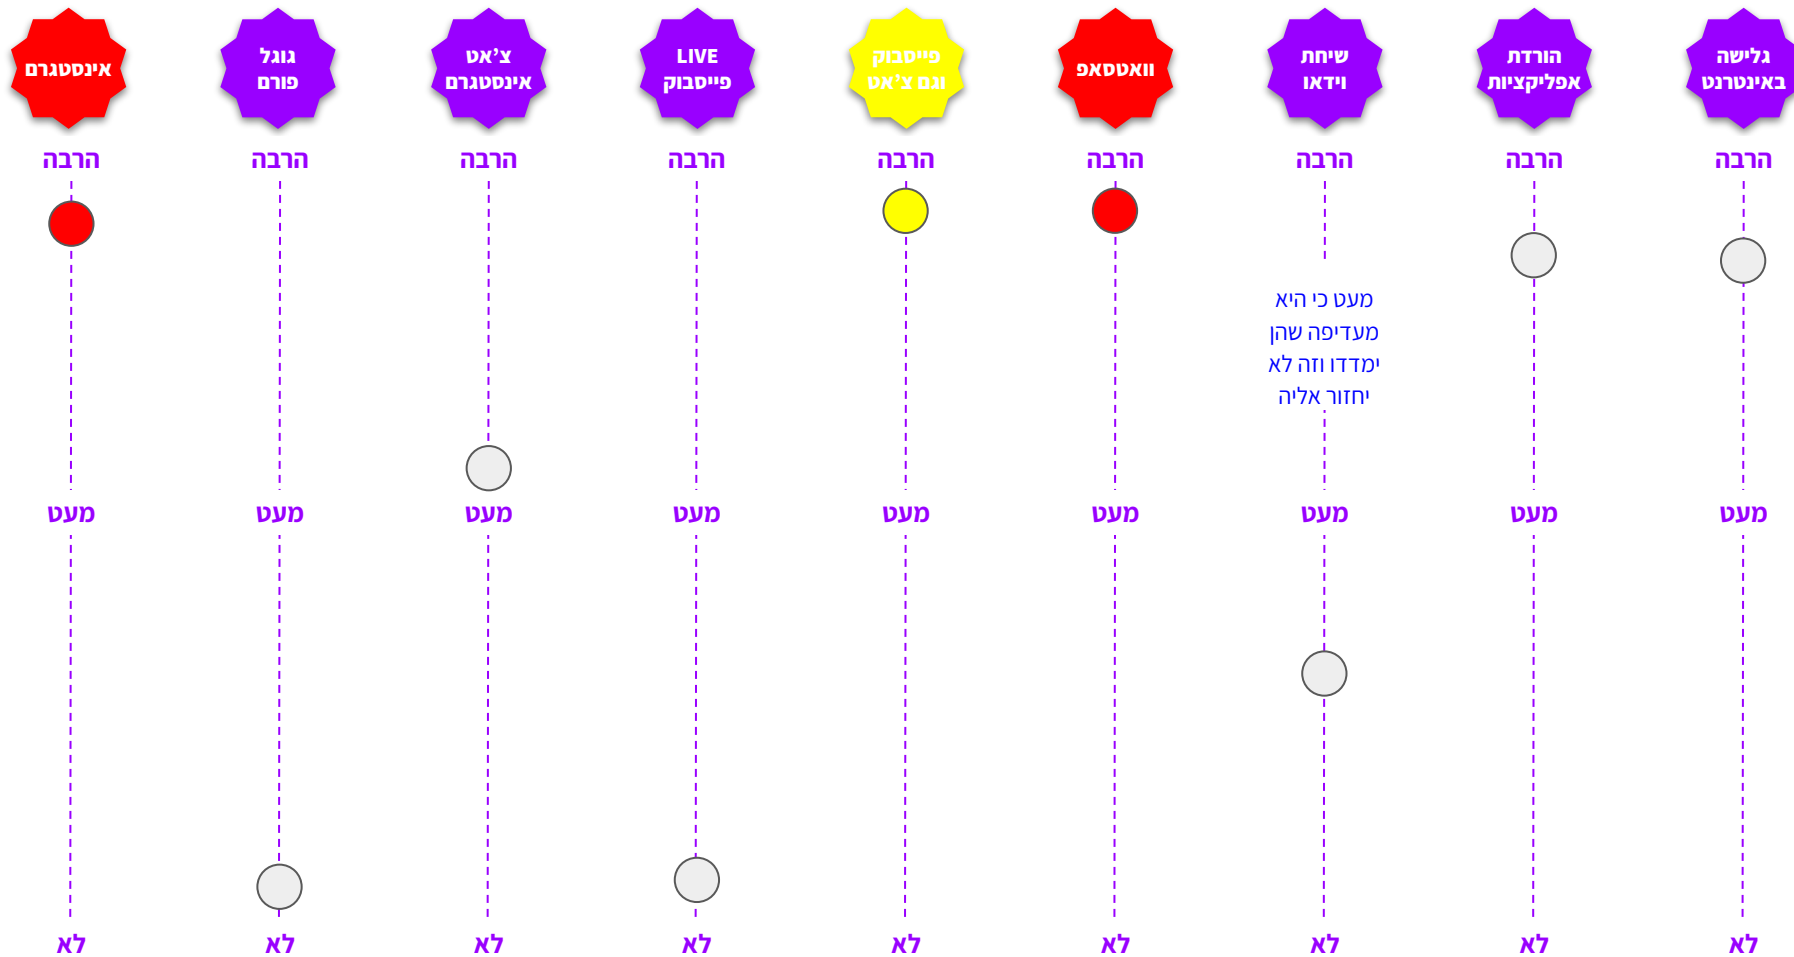 גלישה
באינטרנט
הורדת
אפליקציות
שיחת
וידאו
וואטסאפ
פייסבוק
וגם צ'אט
LIVE
פייסבוק
צ'אט
אינסטגרם
גוגל
פורם
אינסטגרם
הרבה הרבה הרבה הרבה הרבה הרבה הרבה הרבה הרבה
מעט כי היא
מעדיפה שהן
ימדדו וזה לא
יחזור אליה
מעט מעט מעט מעט מעט מעט מעט מעט מעט
לא לא לא לא לא לא לא לא לא